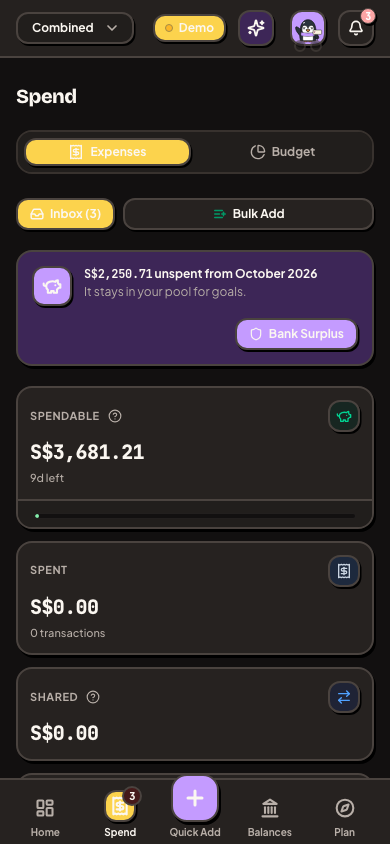 Combined
Demo
3
Spend
Expenses
Budget
Inbox (3)
Bulk Add
S$2,250.71 unspent from October 2026
It stays in your pool for goals.
Bank Surplus
SPENDABLE
S$3,681.21
9d left
SPENT
S$0.00
0 transactions
SHARED
S$0.00
3
Home
Spend
Quick Add
Balances
Plan